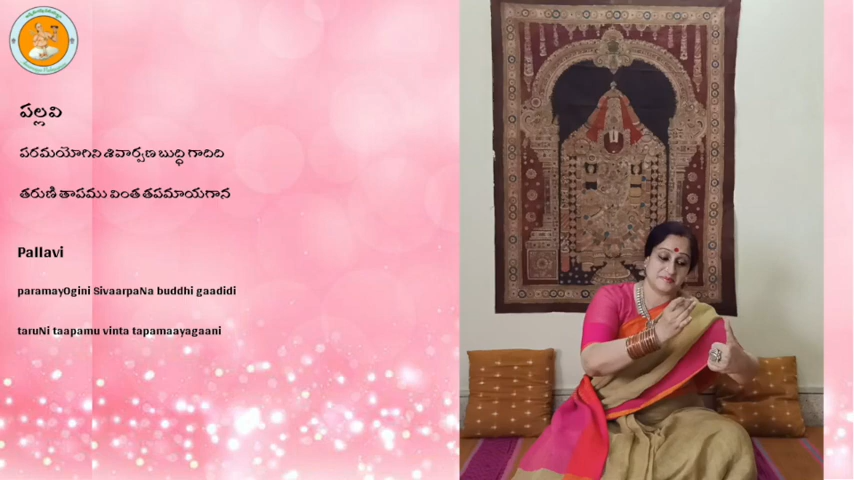 పల్లవి
పరమయోగిని శివార్పణ బుద్ధి గాదిది
తరుణి తాపము వింత తపమాయగాన
Pallavi
paramayOgini SivaarpaNa buddhi gaadidi
taruNi taapamu vinta tapamaayagaani